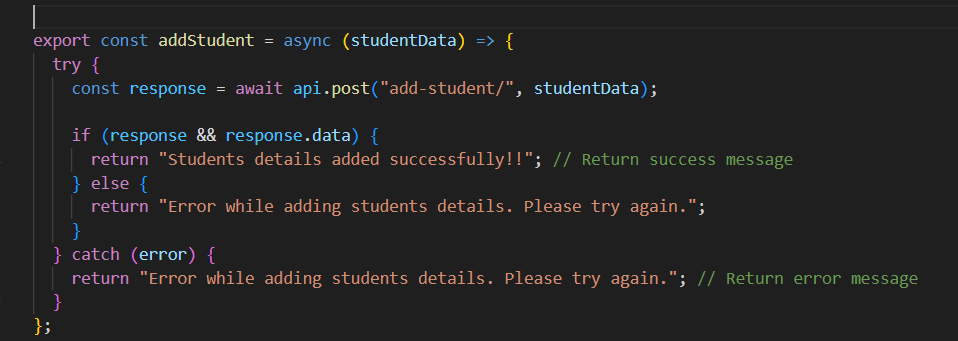 export const addStudent = async (studentData) => {
try {
const response = await api.post("add-student/", studentData);
if (response && response.data) {
return "Students details added successfully!!"; // Return success message
} else {
return "Error while adding students details. Please try again.";
}
} catch (error) {
return "Error while adding students details. Please try again."; // Return error message
}
};